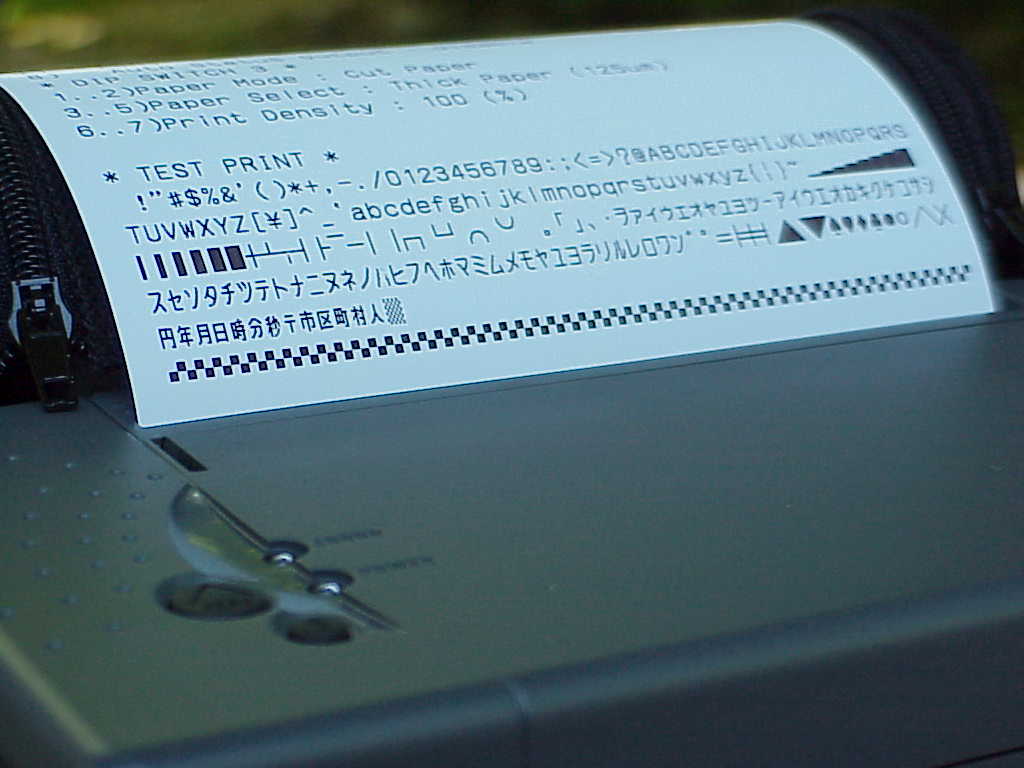 * DIP SWITCH 3 *
1..2)Paper Mode : Cut Paper
3..5)Paper Select : Thick Paper (125um)
6..7)Print Density : 100 (%)
* TEST PRINT *
!"#$%&'()*+,-./0123456789:;<=>?@ABCDEFGHIJKLMNOPQRS
TUVWXYZ[¥]^_'abcdefghijklmnopqrstuvwxyz{|}~
。「」、・ヲァィゥェォャュョッーアイウエオカキクケコサシ
スセソタチツテトナニヌネノハヒフヘホマミムメモヤユヨラリルレロワン゛゜=╪▲▼♠♥♦♣●○╱╲╳
円年月日時分秒〒市区町村人▒